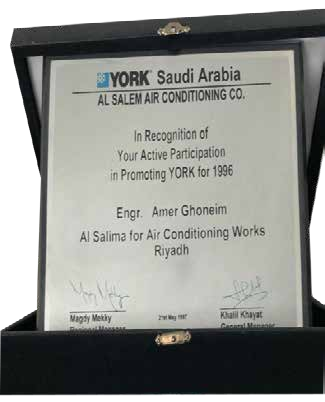 YORK® Saudi Arabia
AL SALEM AIR CONDITIONING CO.
In Recognition of
Your Active Participation
in Promoting YORK for 1996
Engr. Amer Ghoneim
Al Salima for Air Conditioning Works
Riyadh
Magdy Mekky 21st May 1997 Khalil Khayat
Regional Manager General Manager